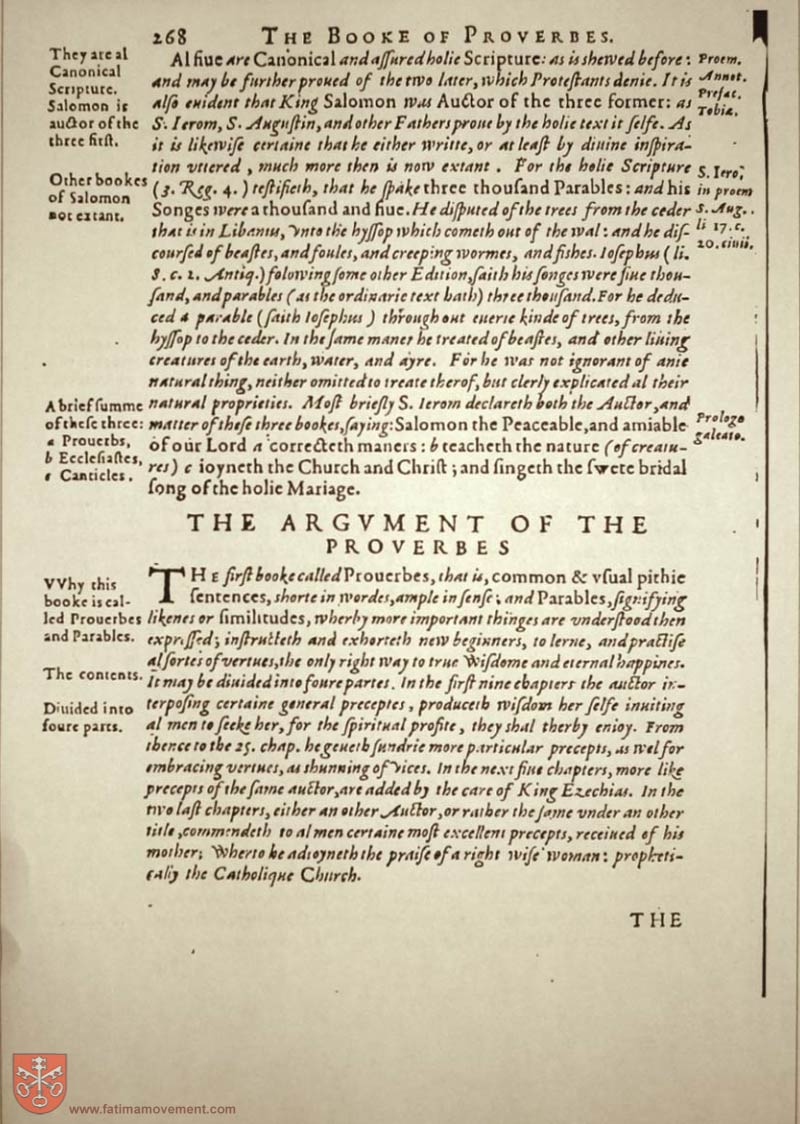 268 THE BOOKE OF PROVERBES.
They are al
Canonical
Scripture.
Salomon is
auctor of the
three first.
Other bookes
of Salomon
not extant.
Al fiue are Canonical and assured holie Scripture: as is shewed before:
and may be further proued of the two later, which Protestants denie. It is
also euident that King Salomon was Auctor of the three former: as
S. Ierom, S. Augustin, and other Fathers proue by the holie text it selfe. As
it is likewise certaine that he either writte, or at least by diuine inspira-
tion vttered, much more then is now extant. For the holie Scripture
(3. Reg. 4.) testifieth, that he spake three thousand Parables: and his
Songes were a thousand and fiue. He disputed of the trees from the ceder
that is in Libanus, vnto the hyssop which cometh out of the wal: and he dis-
coursed of beastes, and foules, and creeping wormes, and fishes. Iosephus (li.
8. c. 2. Antiq.) folowing some other Edition, saith his songes were fiue thou-
sand, and parables (as the ordinarie text hath) three thousand. For he dedu-
ced a parable (saith Iosephus) throughout euerie kinde of trees, from the
hyssop to the ceder. In the same maner he treated of beastes, and other liuing
creatures of the earth, water, and ayre. For he was not ignorant of anie
natural thing, neither omitted to treate therof, but clerly explicated al their
natural proprieties. Most briefly S. Ierom declareth both the Auctor, and
matter of these three bookes, saying: Salomon the Peaceable, and amiable
of our Lord a correcteth maners: b teacheth the nature (of creatu-
res) c ioyneth the Church and Christ; and singeth the swete bridal
song of the holie Mariage.
Proem.
Annot.
Prefat.
Tobiæ.
S. Iero.
in proem
S. Aug.
li 17. c.
20. ciuit.
A brief summe
of these three:
a Prouerbs,
b Ecclesiastes,
c Canticles.
Prologo
galeato.
THE ARGVMENT OF THE
PROVERBES
VVhy this
booke is cal-
led Prouerbes
and Parables.
The contents.
Diuided into
foure parts.
THE first booke called Prouerbes, that is, common & vsual pithie
sentences, shorte in wordes, ample in sense; and Parables, signifying
likenes or similitudes, wherby more important thinges are vnderstood then
expressed; instructeth and exhorteth new beginners, to lerne, and practise
al sortes of vertues, the only right way to true Wisdome and eternal happines.
It may be diuided into foure partes. In the first nine chapters the auctor in-
terposing certaine general preceptes, produceth wisdom her selfe inuiting
al men to seeke her, for the spiritual profite, they shal therby enioy. From
thence to the 25. chap. he geueth sundrie more particular precepts, as wel for
embracing vertues, as shunning of vices. In the next fiue chapters, more like
precepts of the same auctor, are added by the care of King Ezechias. In the
two last chapters, either an other Auctor, or rather the same vnder an other
title, commendeth to al men certaine most excellent precepts, receiued of his
mother; Wherto he adioyneth the praise of a right wise woman: propheti-
cally the Catholique Church.
THE
www.fatimamovement.com